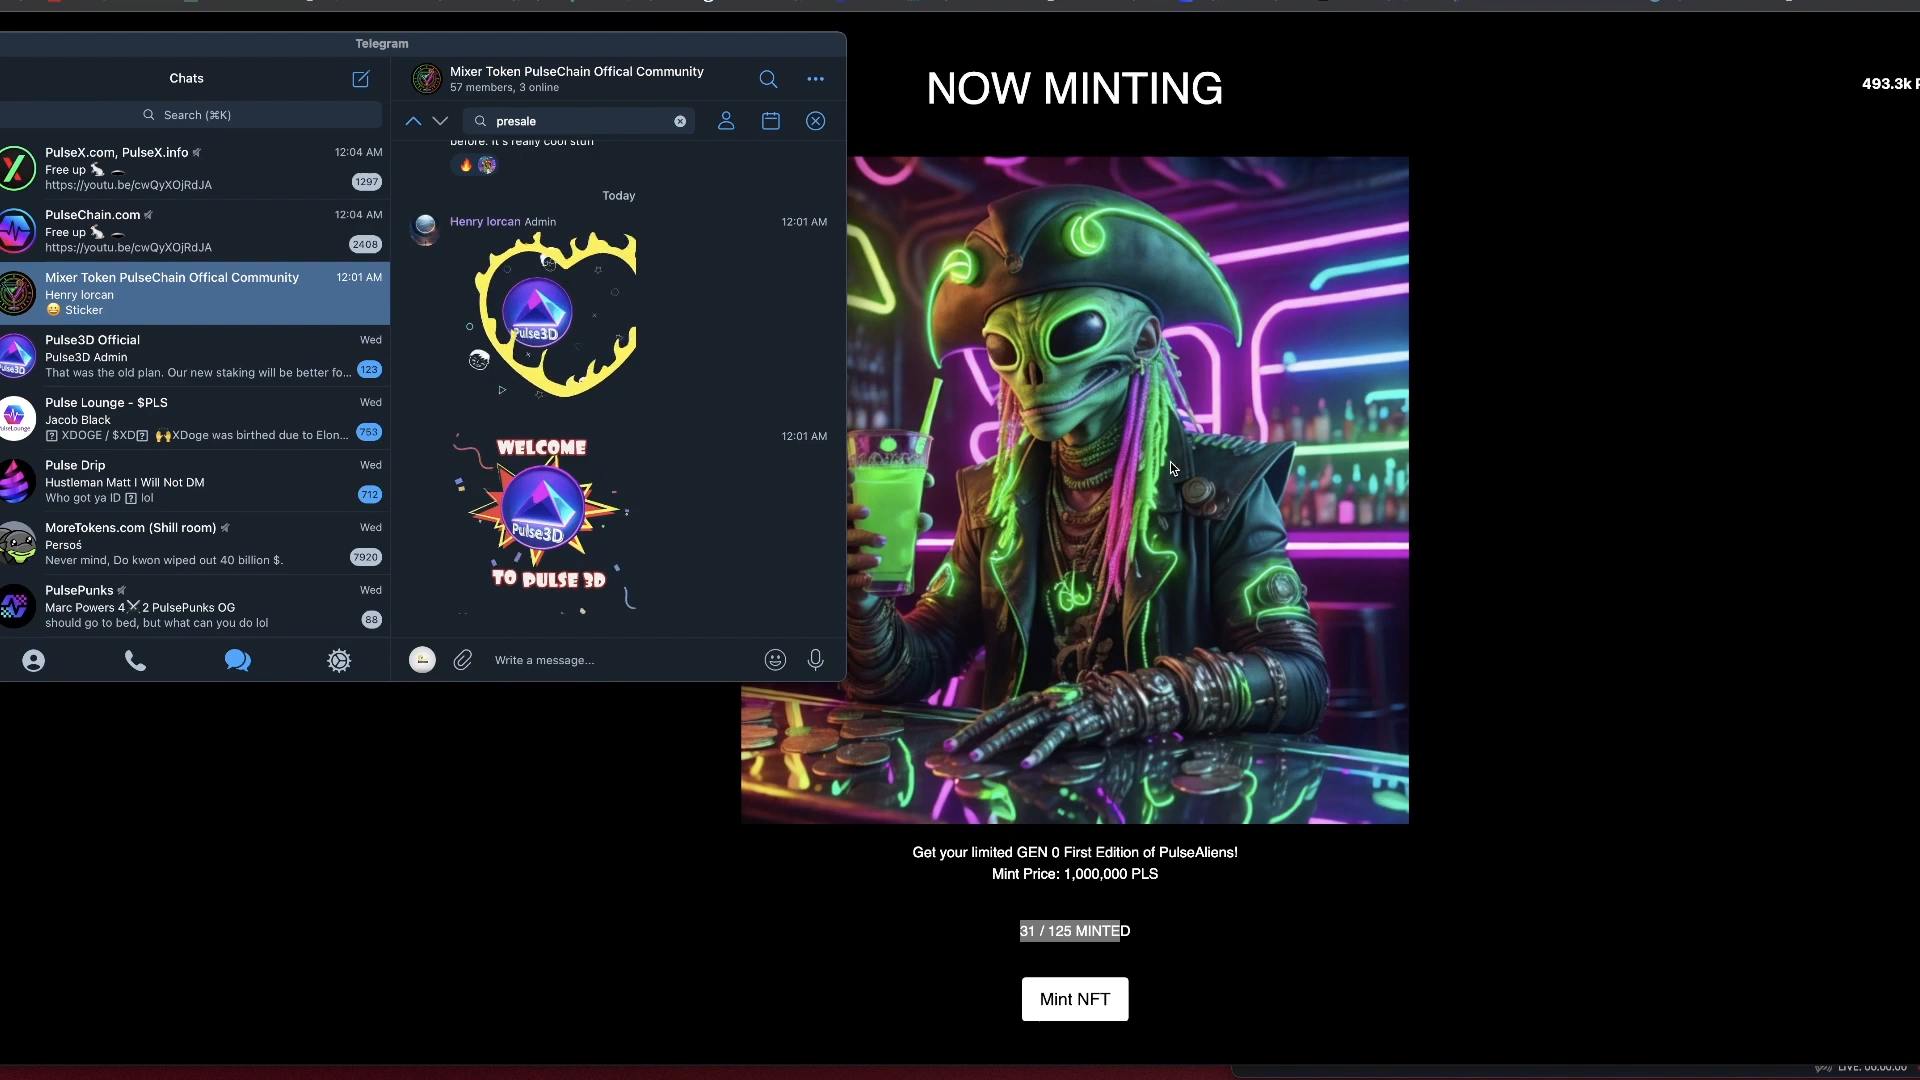 Telegram
Chats
Search (⌘K)
PulseX.com, PulseX.info
12:04 AM
Free up 🐇 🕳
https://youtu.be/cwQyXOjRdJA
1297
PulseChain.com
12:04 AM
Free up 🐇 🕳
https://youtu.be/cwQyXOjRdJA
2408
Mixer Token PulseChain Offical Community
12:01 AM
Henry lorcan
😄 Sticker
Pulse3D Official
Wed
Pulse3D Admin
That was the old plan. Our new staking will be better fo...
123
Pulse Lounge - $PLS
Wed
Jacob Black
XDOGE / $XD 🙌XDoge was birthed due to Elon...
753
Pulse Drip
Wed
Hustleman Matt I Will Not DM
Who got ya ID lol
712
MoreTokens.com (Shill room)
Wed
Persoś
Never mind, Do kwon wiped out 40 billion $.
7920
PulsePunks
Wed
Marc Powers 4⚔2 PulsePunks OG
should go to bed, but what can you do lol
88
Mixer Token PulseChain Offical Community
57 members, 3 online
presale
before. It's really cool stuff
Today
Henry lorcan Admin
12:01 AM
Pulse3D
12:01 AM
WELCOME
Pulse3D
TO PULSE 3D
Write a message...
NOW MINTING
493.3k
Get your limited GEN 0 First Edition of PulseAliens!
Mint Price: 1,000,000 PLS
31 / 125 MINTED
Mint NFT
LIVE: 00:00:00